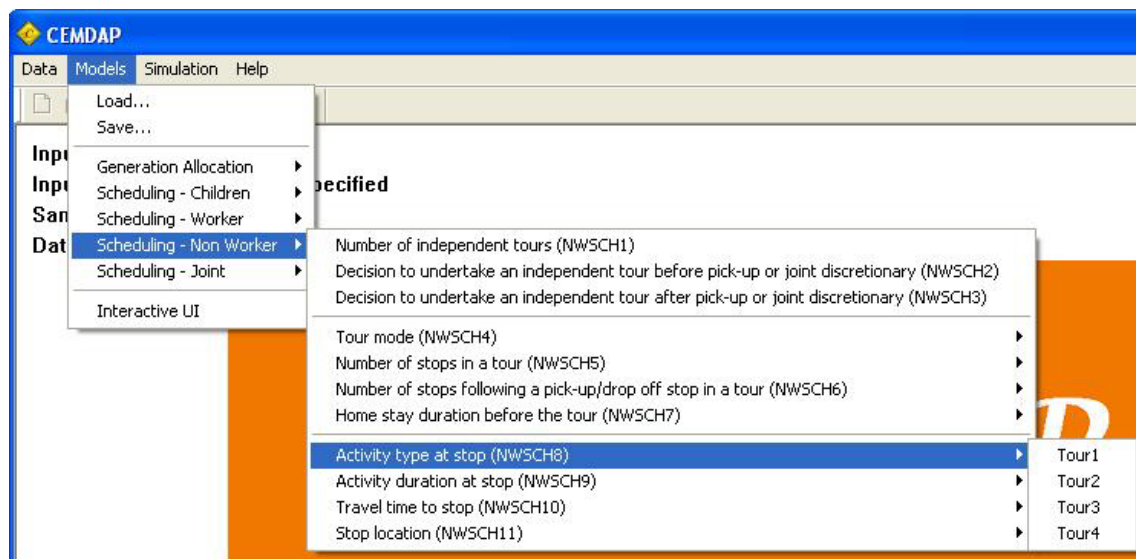 CEMDAP
Data Models Simulation Help
Load...
Save...
Inpu
Generation Allocation
Inpu
pecified
Scheduling - Children
San
Scheduling - Worker
Dat
Scheduling - Non Worker
Scheduling - Joint
Interactive UI
Number of independent tours (NWSCH1)
Decision to undertake an independent tour before pick-up or joint discretionary (NWSCH2)
Decision to undertake an independent tour after pick-up or joint discretionary (NWSCH3)
Tour mode (NWSCH4)
Number of stops in a tour (NWSCH5)
Number of stops following a pick-up/drop off stop in a tour (NWSCH6)
Home stay duration before the tour (NWSCH7)
Activity type at stop (NWSCH8)
Activity duration at stop (NWSCH9)
Travel time to stop (NWSCH10)
Stop location (NWSCH11)
Tour1
Tour2
Tour3
Tour4